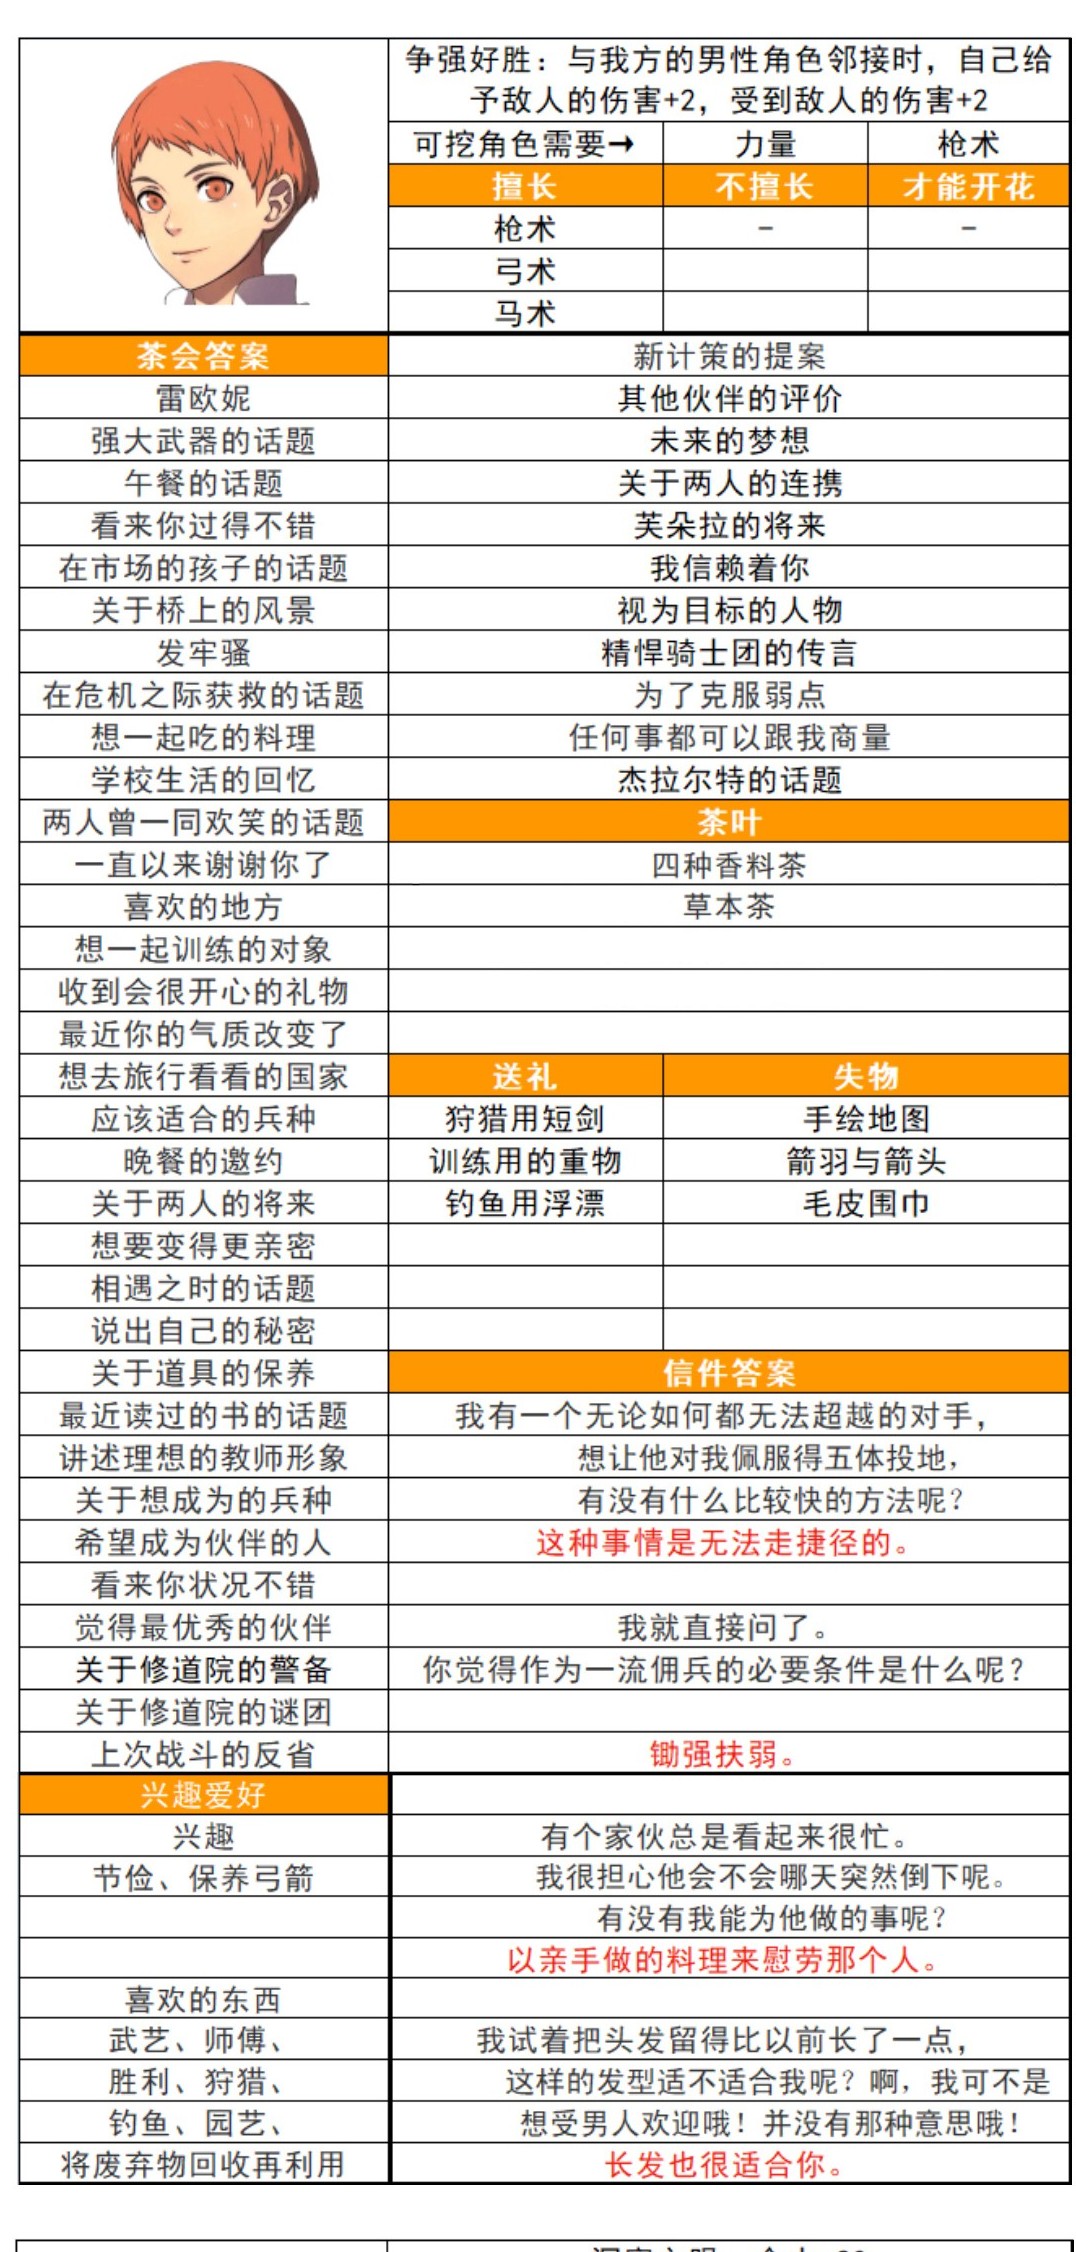 争强好胜：与我方的男性角色邻接时，自己给
予敌人的伤害+2，受到敌人的伤害+2
可挖角色需要→ 力量 枪术
擅长 不擅长 才能开花
枪术 – –
弓术
马术
茶会答案 新计策的提案
雷欧妮 其他伙伴的评价
强大武器的话题 未来的梦想
午餐的话题 关于两人的连携
看来你过得不错 芙朵拉的将来
在市场的孩子的话题 我信赖着你
关于桥上的风景 视为目标的人物
发牢骚 精悍骑士团的传言
在危机之际获救的话题 为了克服弱点
想一起吃的料理 任何事都可以跟我商量
学校生活的回忆 杰拉尔特的话题
两人曾一同欢笑的话题 茶叶
一直以来谢谢你了 四种香料茶
喜欢的地方 草本茶
想一起训练的对象
收到会很开心的礼物
最近你的气质改变了
想去旅行看看的国家 送礼 失物
应该适合的兵种 狩猎用短剑 手绘地图
晚餐的邀约 训练用的重物 箭羽与箭头
关于两人的将来 钓鱼用浮漂 毛皮围巾
想要变得更亲密
相遇之时的话题
说出自己的秘密
关于道具的保养 信件答案
最近读过的书的话题 我有一个无论如何都无法超越的对手，
讲述理想的教师形象 想让他对我佩服得五体投地，
关于想成为的兵种 有没有什么比较快的方法呢？
希望成为伙伴的人 这种事情是无法走捷径的。
看来你状况不错
觉得最优秀的伙伴 我就直接问了。
关于修道院的警备 你觉得作为一流佣兵的必要条件是什么呢？
关于修道院的谜团
上次战斗的反省 锄强扶弱。
兴趣爱好
兴趣 有个家伙总是看起来很忙。
节俭、保养弓箭 我很担心他会不会哪天突然倒下呢。
有没有我能为他做的事呢？
以亲手做的料理来慰劳那个人。
喜欢的东西
武艺、师傅、 我试着把头发留得比以前长了一点，
胜利、狩猎、 这样的发型适不适合我呢？啊，我可不是
钓鱼、园艺、 想受男人欢迎哦！并没有那种意思哦！
将废弃物回收再利用 长发也很适合你。